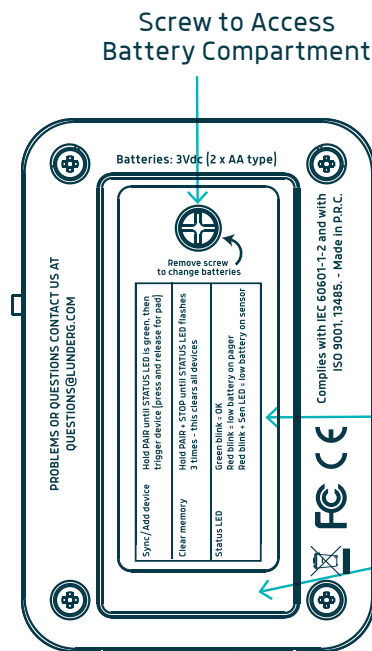 Screw to Access
Battery Compartment
Batteries: 3Vdc (2 x AA type)
Remove screw
to change batteries
PROBLEMS OR QUESTIONS CONTACT US AT
QUESTIONS@LUNDERG.COM
Sync/Add device Hold PAIR until STATUS LED is green, then
trigger device (press and release for pad)
Clear memory Hold PAIR + STOP until STATUS LED flashes
3 times - this clears all devices
Status LED Green blink = OK
Red blink = low battery on pager
Red blink + Sen LED = low battery on sensor
Complies with IEC 60601-1-2 and with
ISO 9001, 13485. - Made in P.R.C.
FC CE